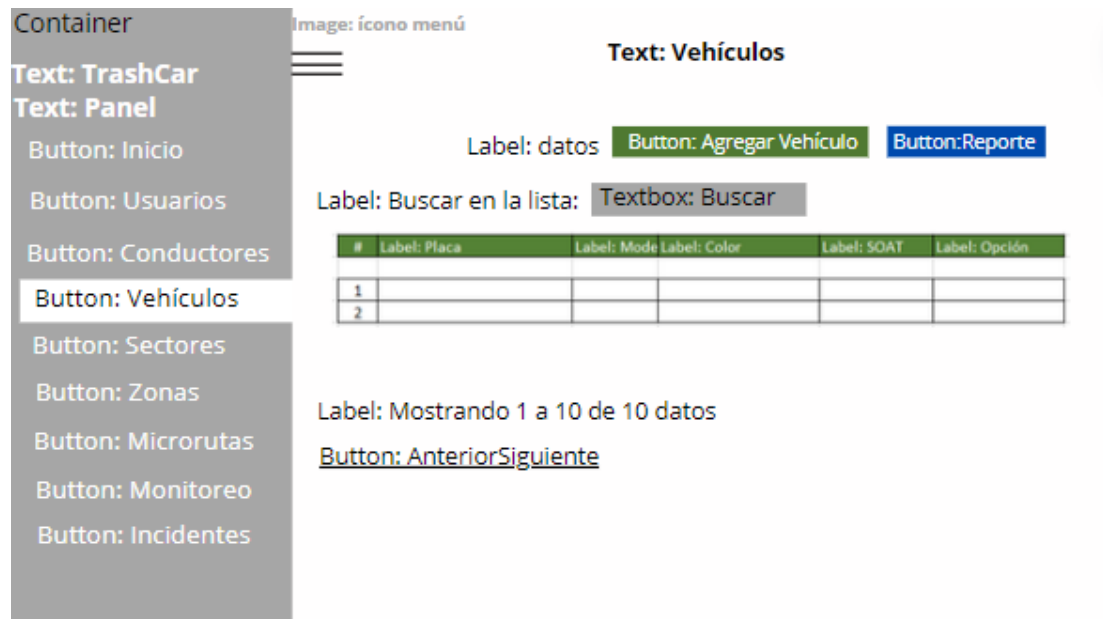 Container
Text: TrashCar
Text: Panel
Button: Inicio
Button: Usuarios
Button: Conductores
Button: Vehículos
Button: Sectores
Button: Zonas
Button: Microrutas
Button: Monitoreo
Button: Incidentes
Image: ícono menú
Text: Vehículos
Label: datos Button: Agregar Vehículo Button:Reporte
Label: Buscar en la lista: Textbox: Buscar
# Label: Placa Label: Mode Label: Color Label: SOAT Label: Opción
1
2
Label: Mostrando 1 a 10 de 10 datos
Button: AnteriorSiguiente